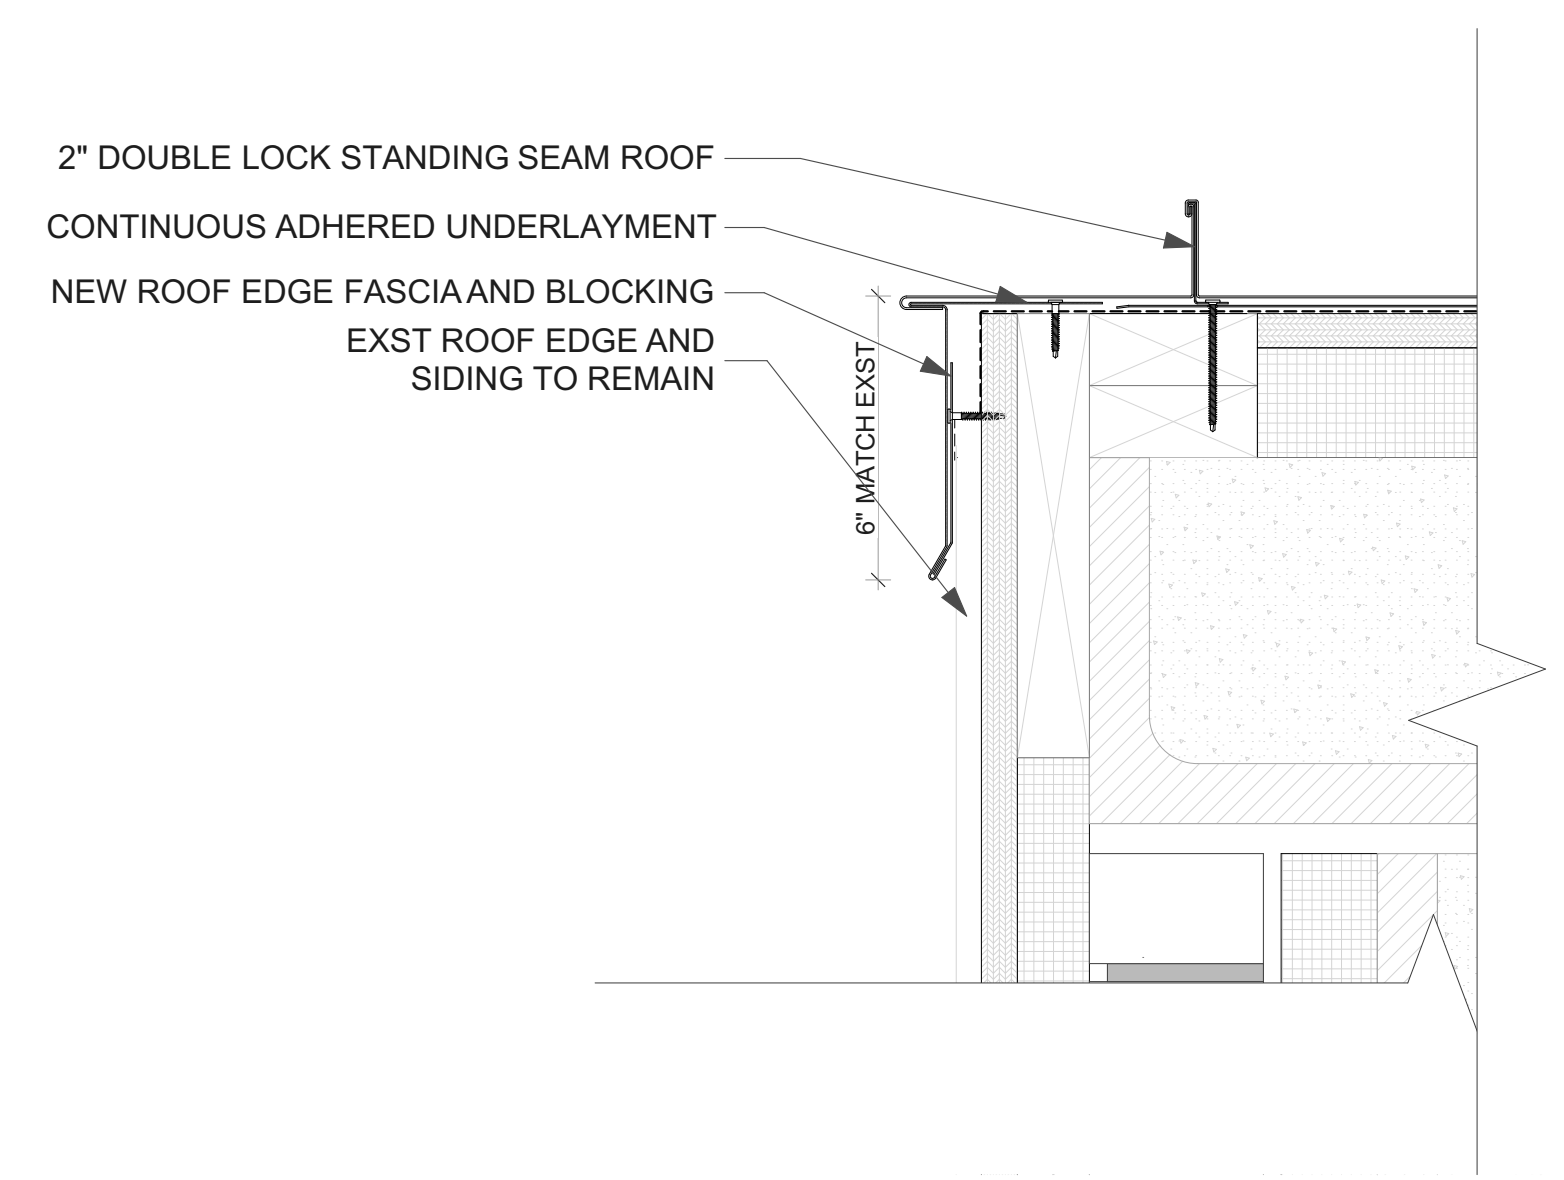 2" DOUBLE LOCK STANDING SEAM ROOF
CONTINUOUS ADHERED UNDERLAYMENT
NEW ROOF EDGE FASCIA AND BLOCKING
EXST ROOF EDGE AND
SIDING TO REMAIN
6" MATCH EXST